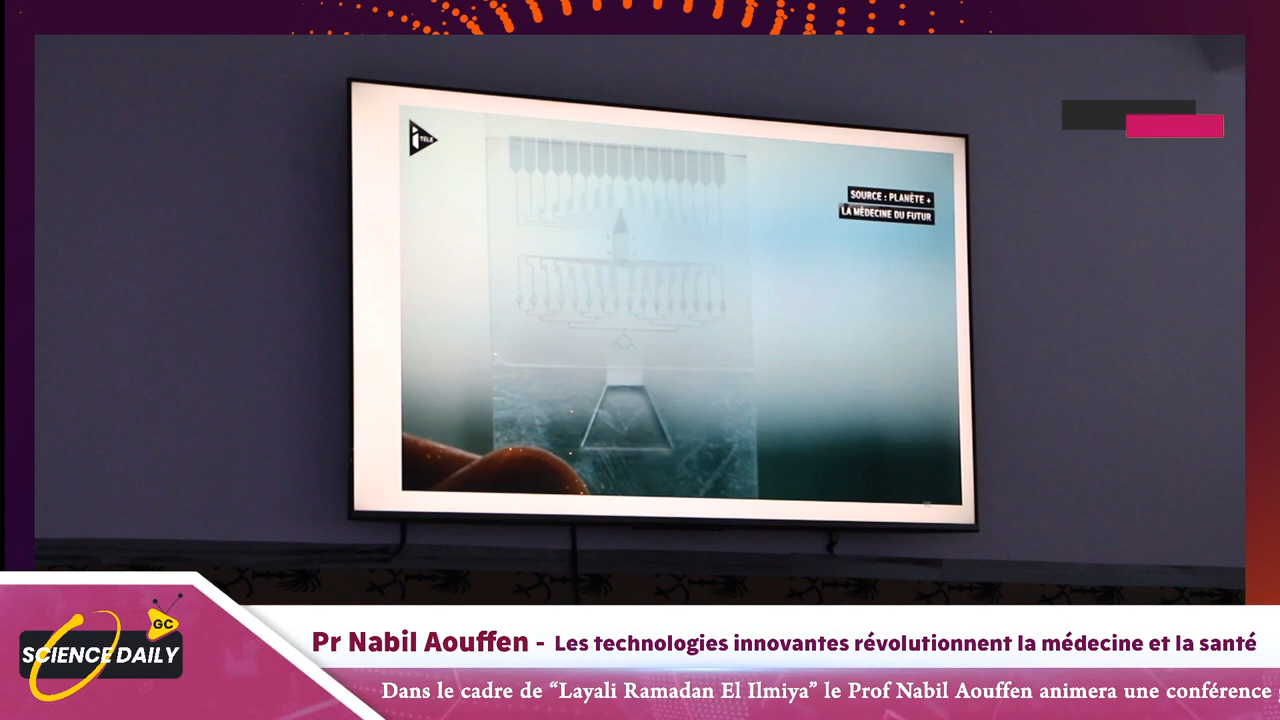 iTELE
SOURCE : PLANÈTE +
LA MÉDECINE DU FUTUR
GC
SCIENCE DAILY
Pr Nabil Aouffen - Les technologies innovantes révolutionnent la médecine et la santé
Dans le cadre de “Layali Ramadan El Ilmiya” le Prof Nabil Aouffen animera une conférence